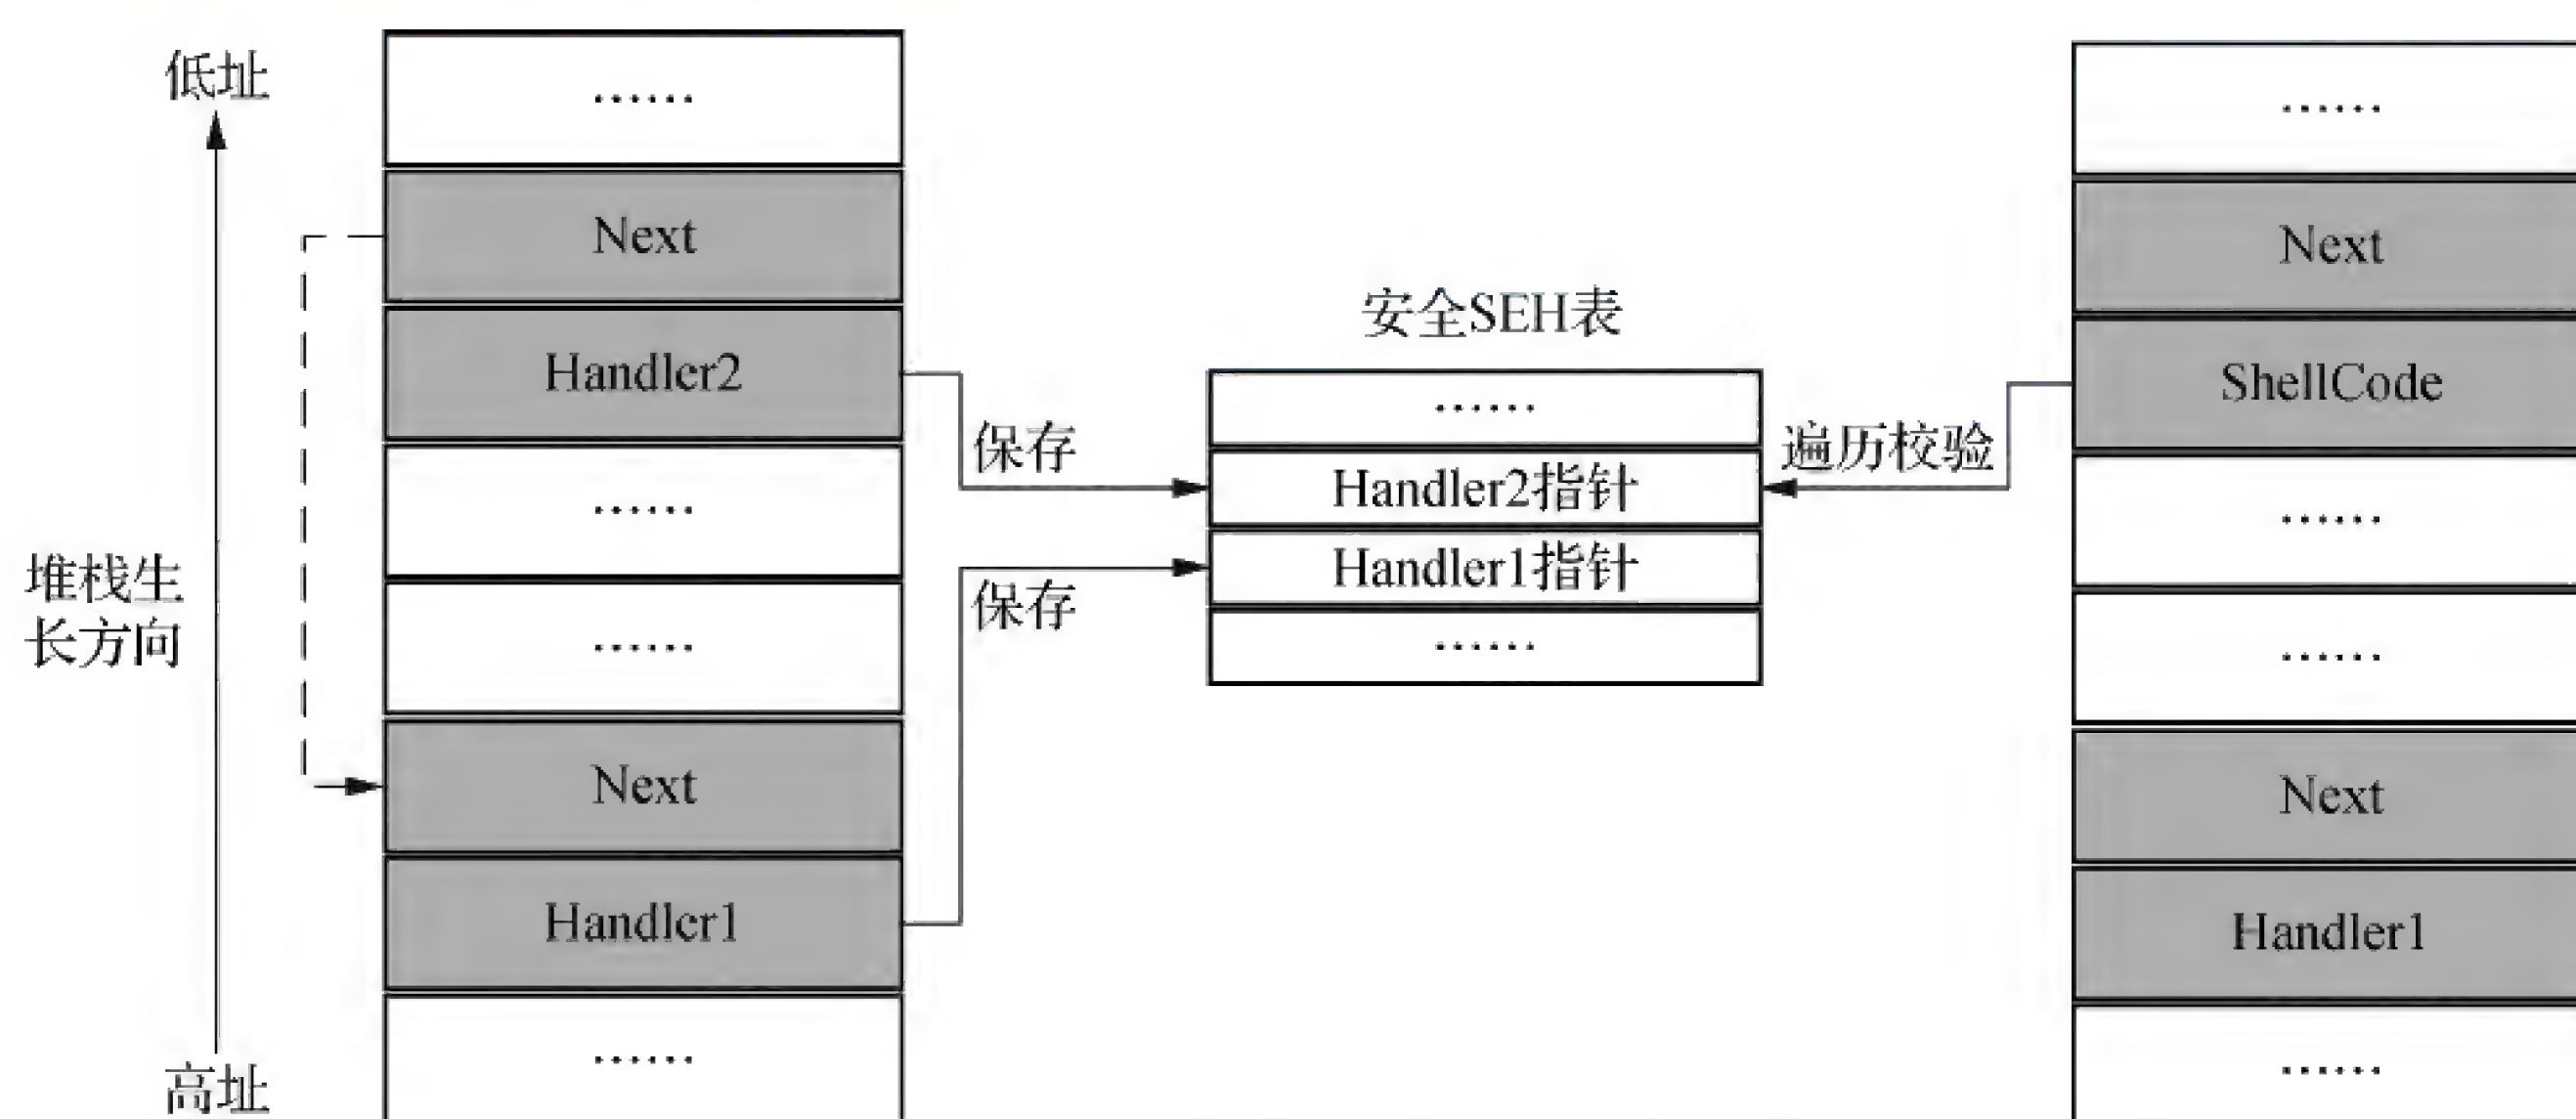 低址
堆栈生
长方向
高址
......
Next
Handler2
......
......
Next
Handler1
......
保存
保存
安全SEH表
......
Handler2指针
Handler1指针
......
遍历校验
......
Next
ShellCode
......
......
Next
Handler1
......